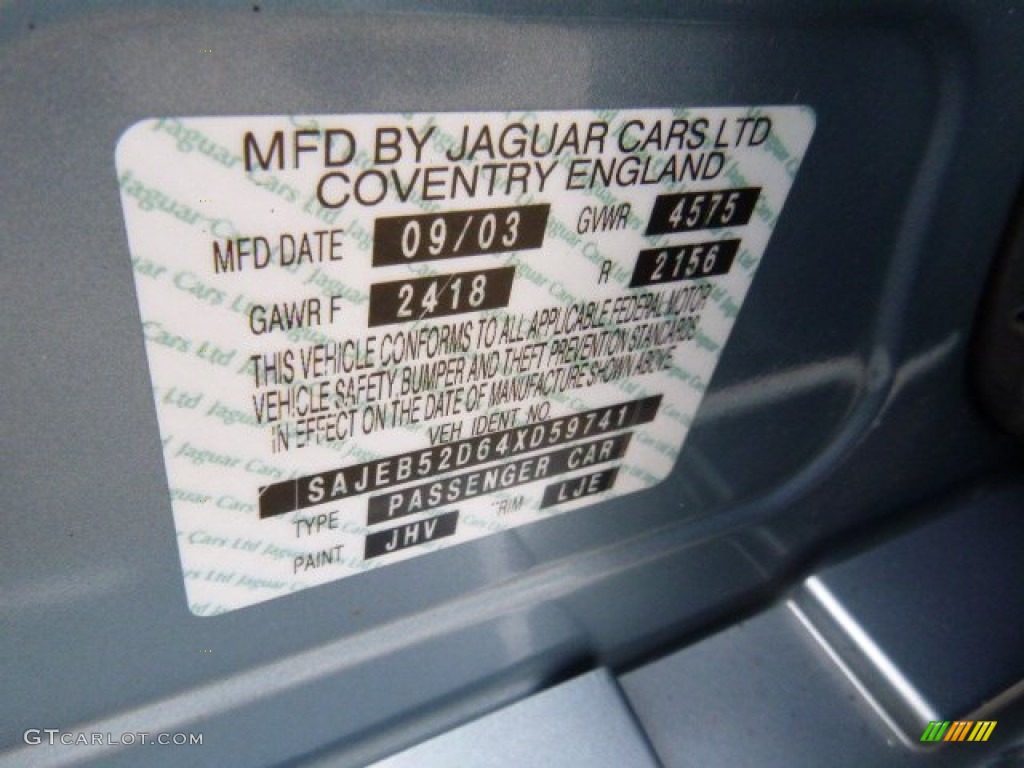 MFD BY JAGUAR CARS LTD
COVENTRY ENGLAND
MFD DATE 09/03 GVWR 4575
GAWR F 2418 R 2156
THIS VEHICLE CONFORMS TO ALL APPLICABLE FEDERAL MOTOR
VEHICLE SAFETY BUMPER AND THEFT PREVENTION STANDARDS
IN EFFECT ON THE DATE OF MANUFACTURE SHOWN ABOVE.
VEH IDENT. NO.
SAJEB52D64XD59741
TYPE PASSENGER CAR
PAINT JHV TRIM LJE
GTCARLOT.COM